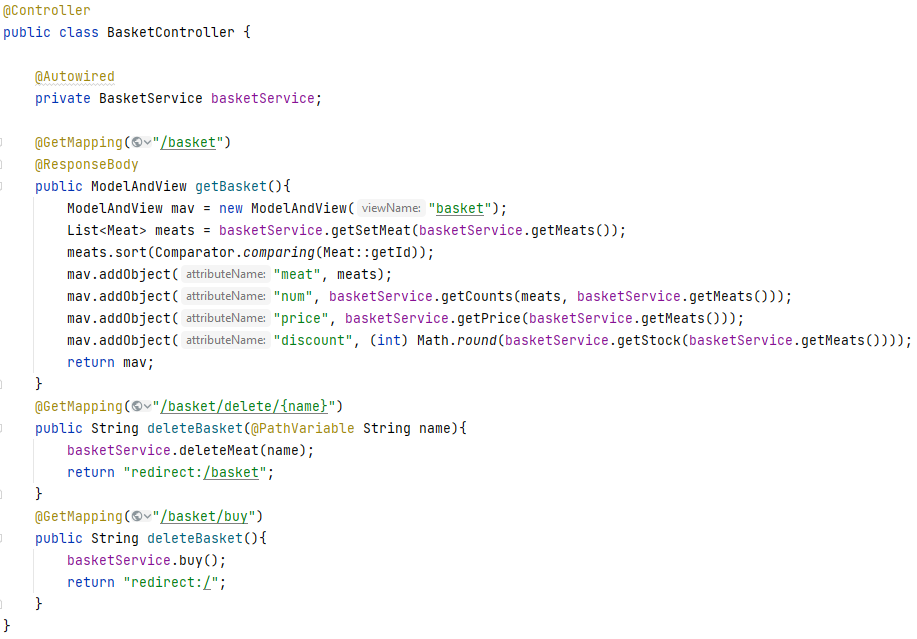 @Controller
public class BasketController {
@Autowired
private BasketService basketService;
@GetMapping("/basket")
@ResponseBody
public ModelAndView getBasket(){
ModelAndView mav = new ModelAndView( viewName: "basket");
List<Meat> meats = basketService.getSetMeat(basketService.getMeats());
meats.sort(Comparator.comparing(Meat::getId));
mav.addObject( attributeName: "meat", meats);
mav.addObject( attributeName: "num", basketService.getCounts(meats, basketService.getMeats()));
mav.addObject( attributeName: "price", basketService.getPrice(basketService.getMeats()));
mav.addObject( attributeName: "discount", (int) Math.round(basketService.getStock(basketService.getMeats())));
return mav;
}
@GetMapping("/basket/delete/{name}")
public String deleteBasket(@PathVariable String name){
basketService.deleteMeat(name);
return "redirect:/basket";
}
@GetMapping("/basket/buy")
public String deleteBasket(){
basketService.buy();
return "redirect:/";
}
}